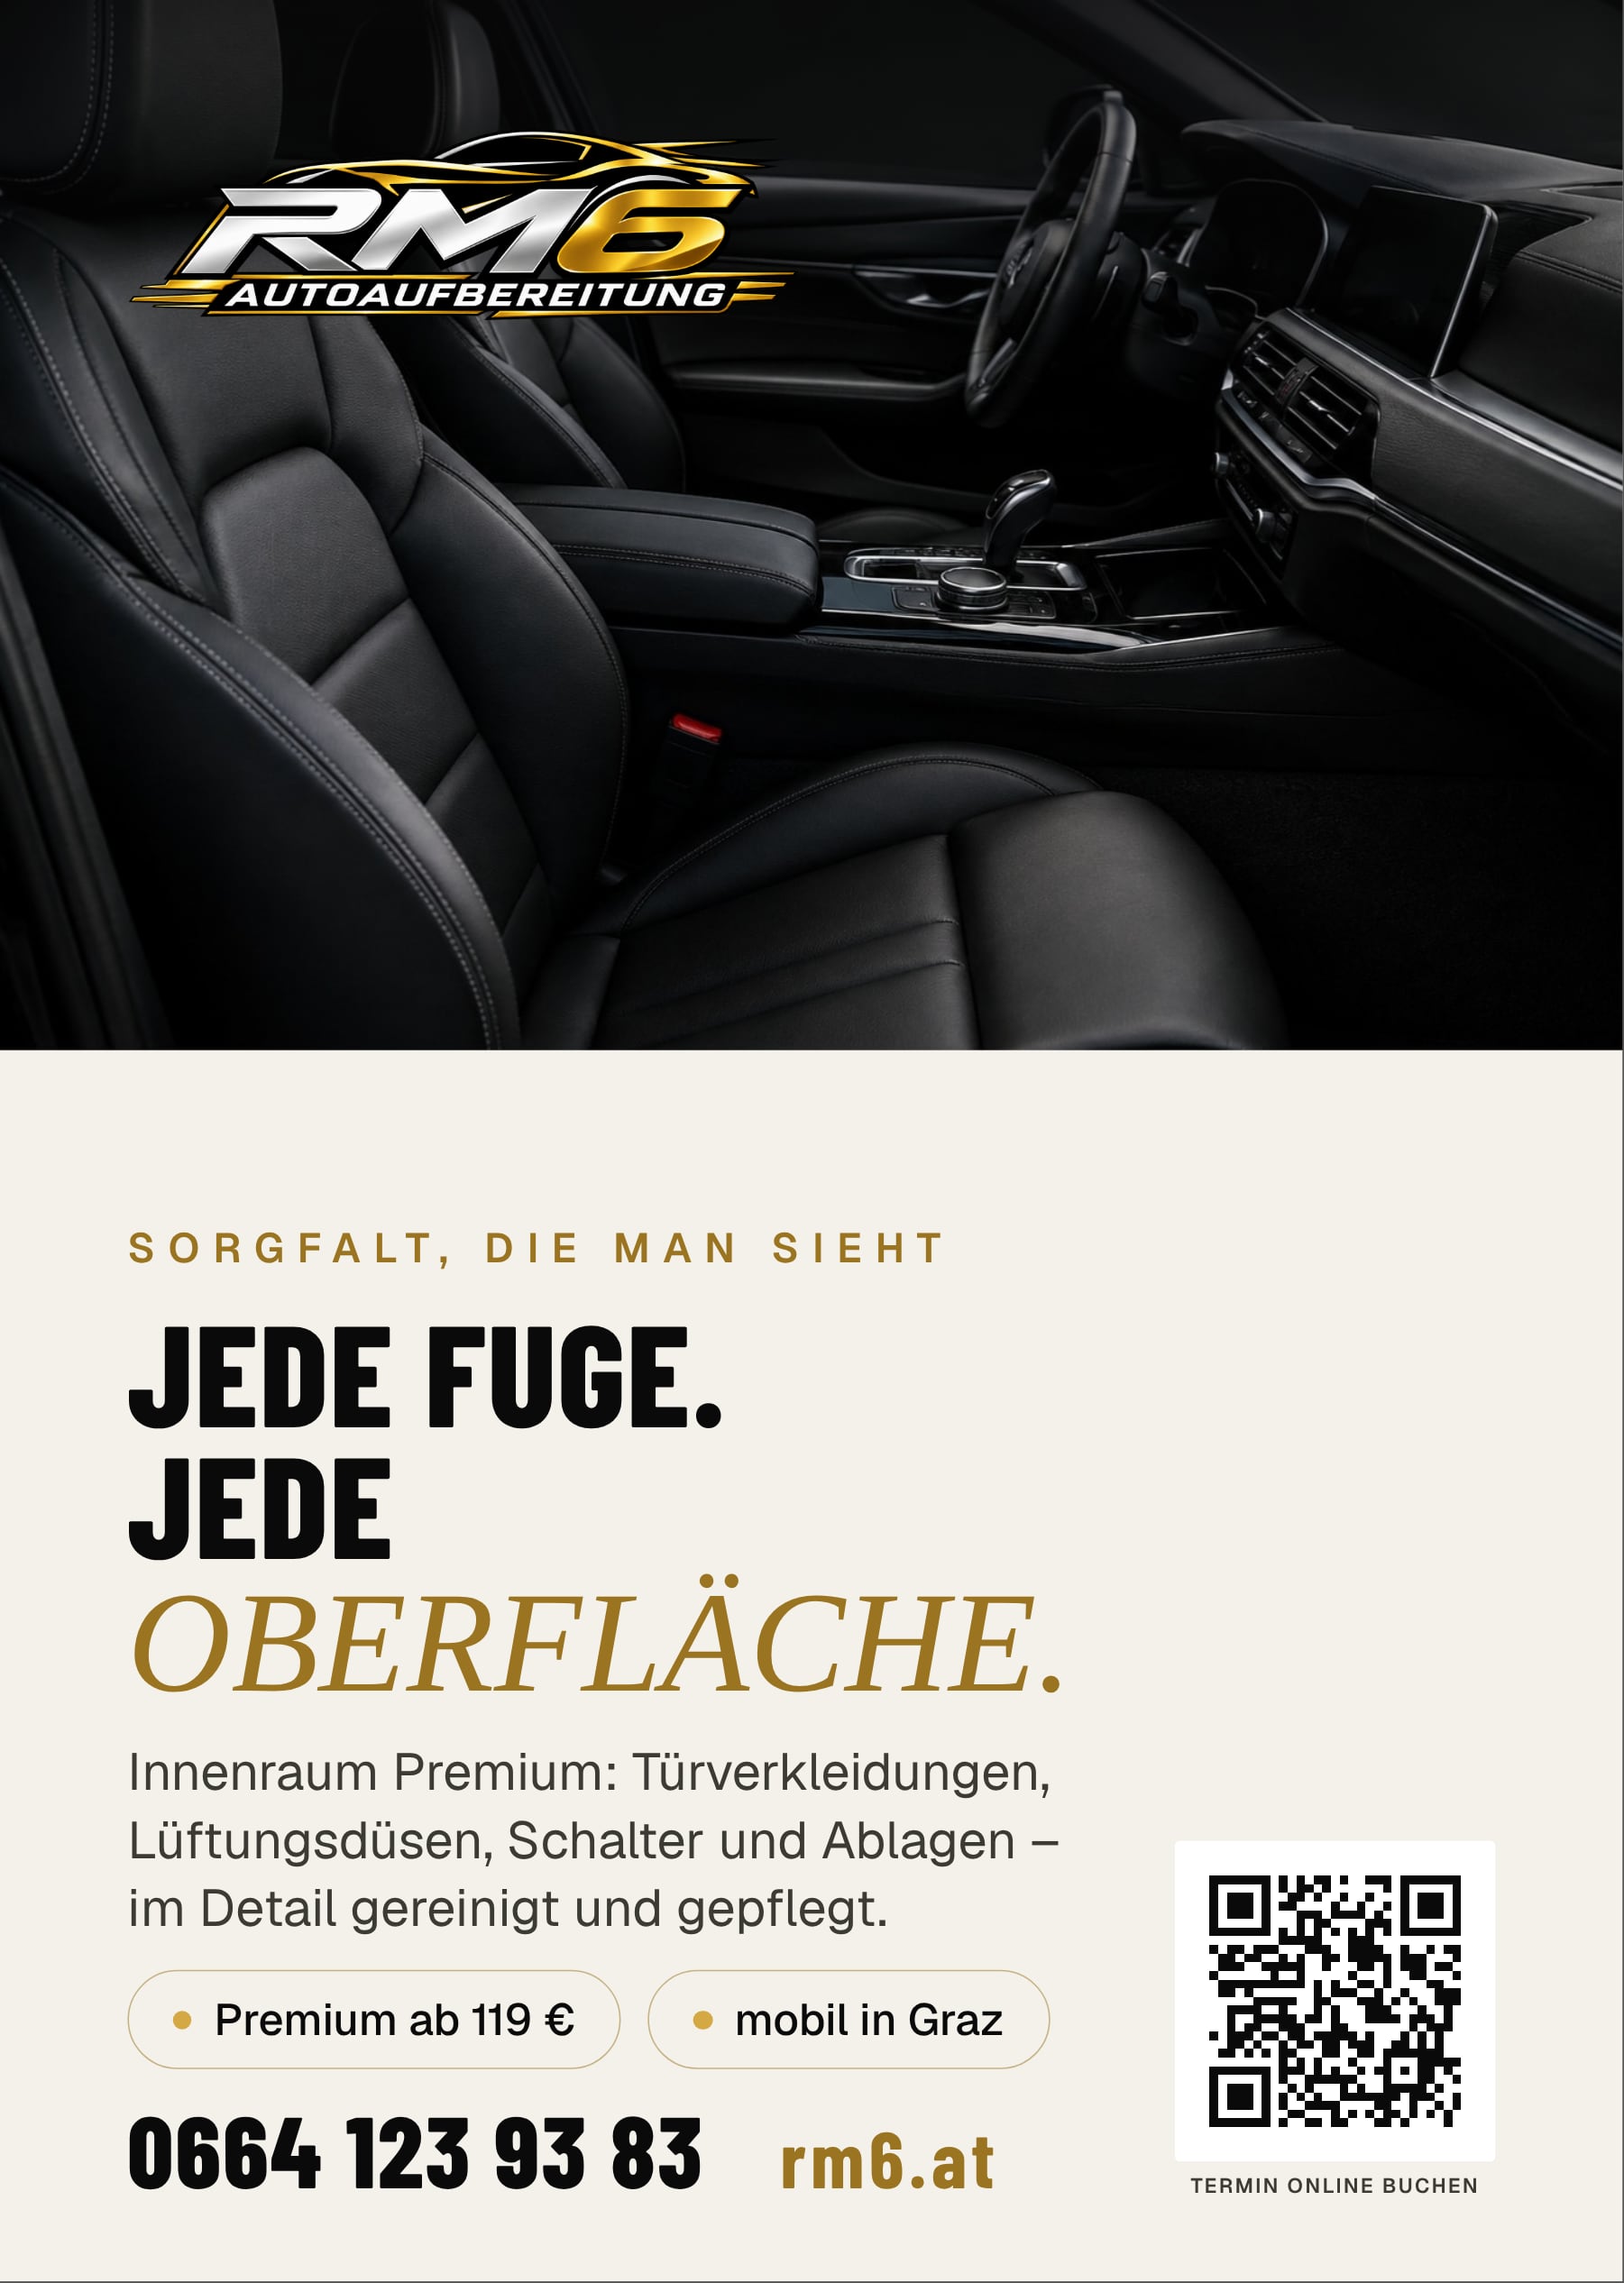 RM6
AUTOAUFBEREITUNG
SORGFALT, DIE MAN SIEHT
JEDE FUGE.
JEDE
OBERFLÄCHE.
Innenraum Premium: Türverkleidungen,
Lüftungsdüsen, Schalter und Ablagen –
im Detail gereinigt und gepflegt.
Premium ab 119 €
mobil in Graz
0664 123 93 83
rm6.at
TERMIN ONLINE BUCHEN